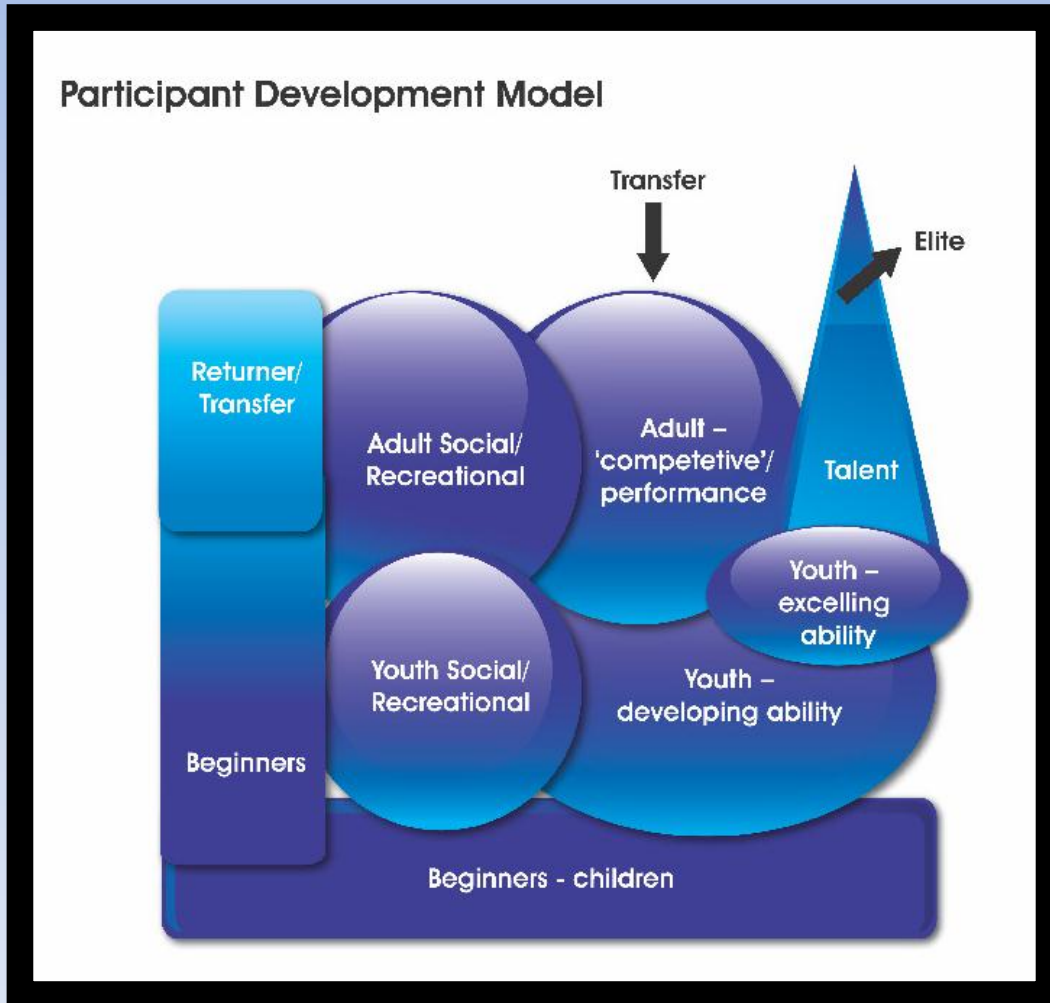 Participant Development Model
Transfer
Elite
Returner/
Transfer
Adult Social/
Recreational
Adult –
'competetive'/
performance
Talent
Youth –
excelling
ability
Youth Social/
Recreational
Youth –
developing ability
Beginners
Beginners - children